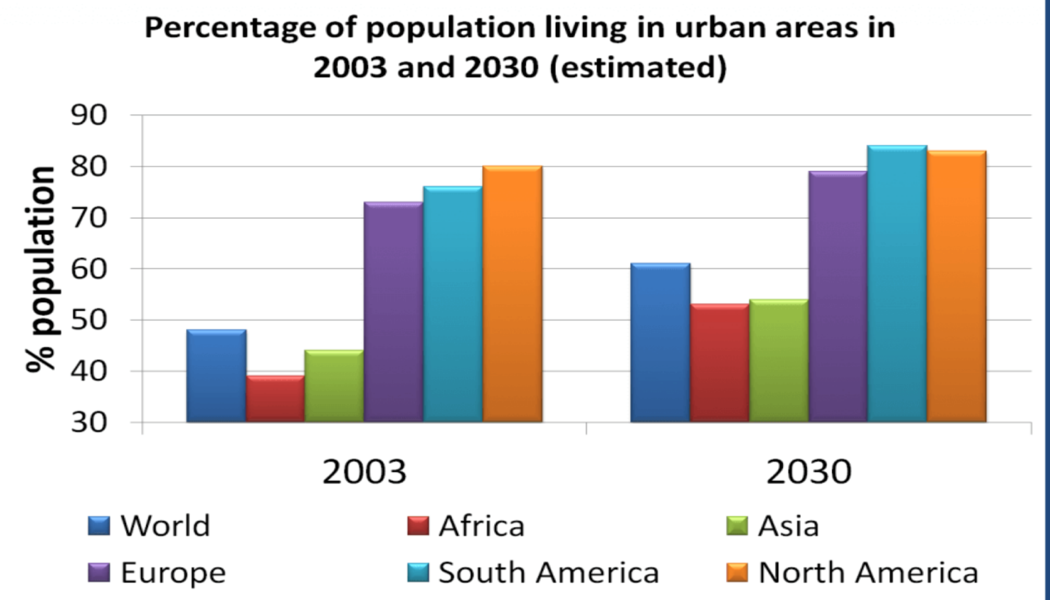 Percentage of population living in urban areas in
2003 and 2030 (estimated)
% population
90
80
70
60
50
40
30
2003 2030
World Africa Asia
Europe South America North America